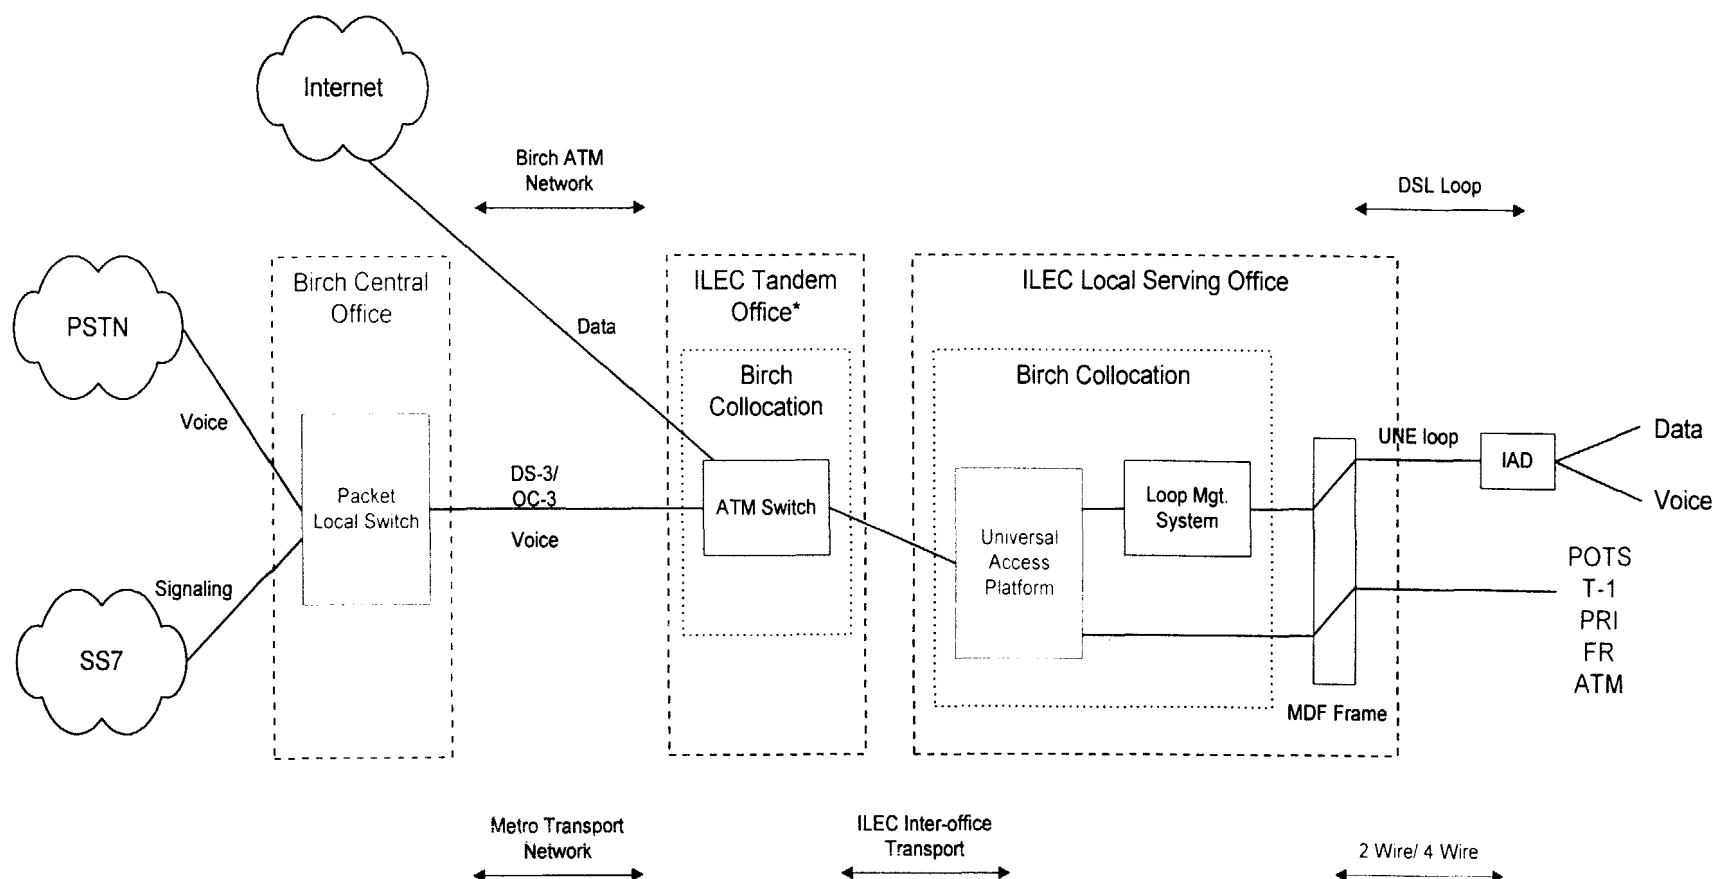 Internet
Birch ATM
Network
DSL Loop
Birch Central
Office
ILEC Tandem
Office*
ILEC Local Serving Office
PSTN
Data
Birch
Collocation
Birch Collocation
Voice
UNE loop
Data
IAD
DS-3/
OC-3
Packet
Local Switch
ATM Switch
Loop Mgt.
System
Voice
Voice
Universal
Access
Platform
POTS
T-1
PRI
FR
ATM
Signaling
SS7
MDF Frame
Metro Transport
Network
ILEC Inter-office
Transport
2 Wire/ 4 Wire